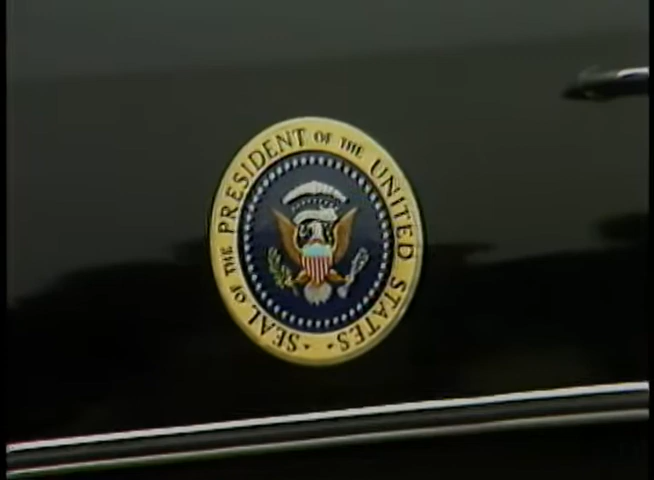 SEAL OF THE PRESIDENT OF THE UNITED STATES